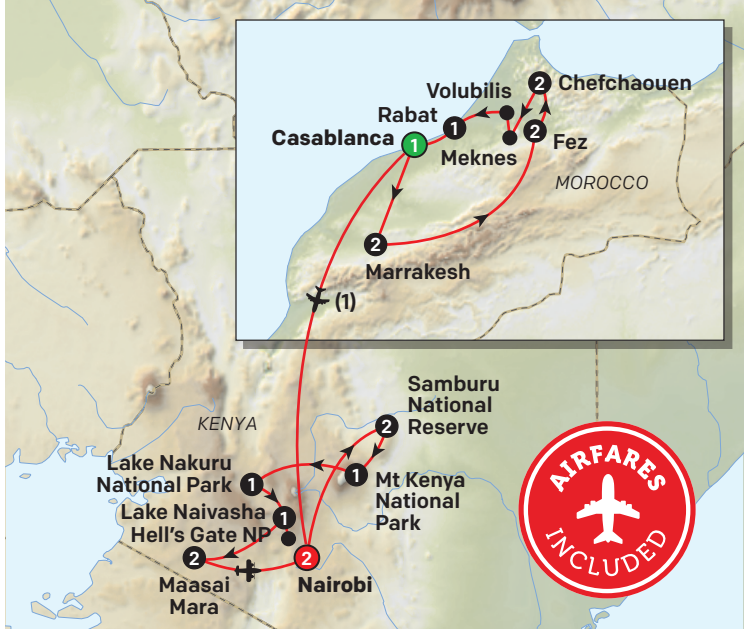 Volubilis
2
Chefchaouen
Rabat
1
Casablanca
1
2
Fez
Meknes
MOROCCO
2
Marrakesh
(1)
Samburu
National
Reserve
2
KENYA
Lake Nakuru
National Park
1
1
Mt Kenya
National
Park
Lake Naivasha
1
Hell's Gate NP
2
Maasai
Mara
2
Nairobi
AIRFARES
INCLUDED